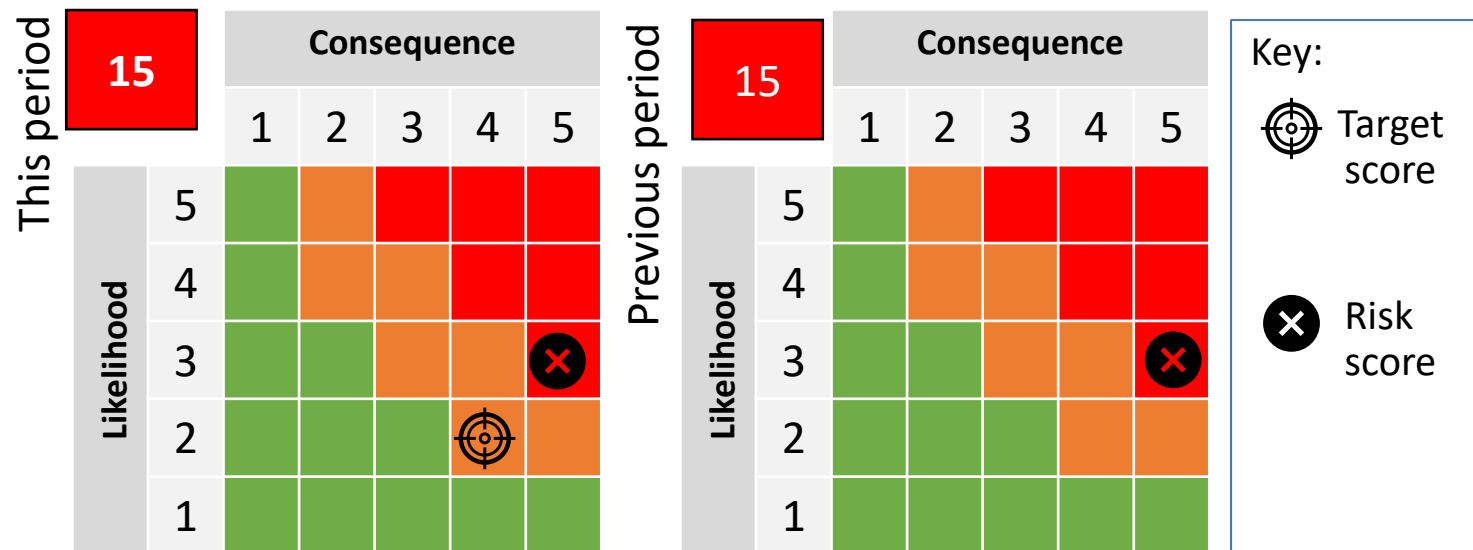 This period
15
Consequence
1 2 3 4 5
Likelihood
5
4
3
2
1
Previous period
15
Consequence
1 2 3 4 5
Likelihood
5
4
3
2
1
Key:
Target
score
Risk
score